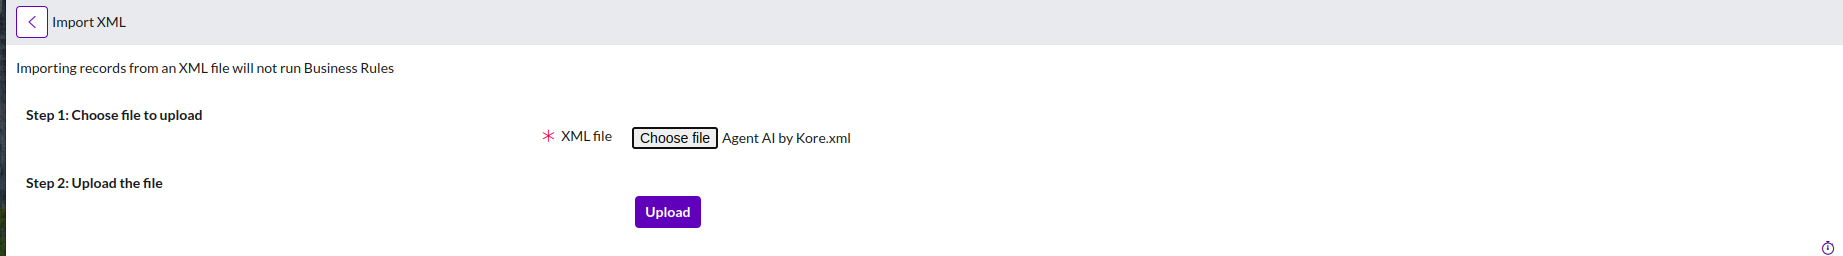 Import XML
Importing records from an XML file will not run Business Rules
Step 1: Choose file to upload
XML file Choose file Agent AI by Kore.xml
Step 2: Upload the file
Upload